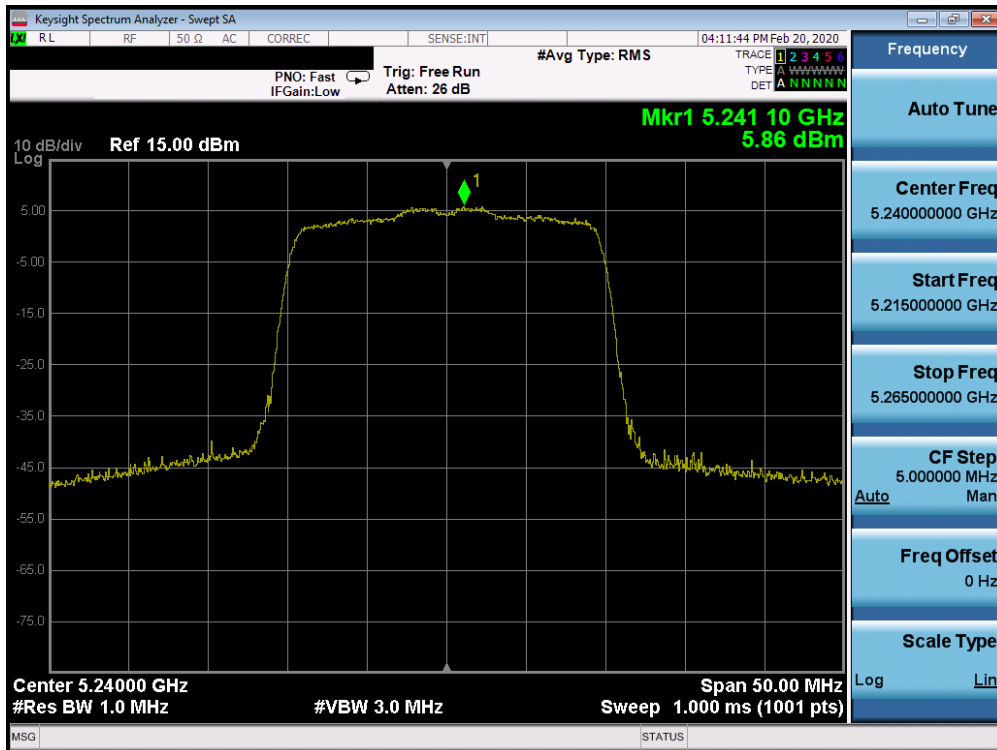 Keysight Spectrum Analyzer - Swept SA
LXI RL RF 50 Ω AC CORREC SENSE:INT 04:11:44 PM Feb 20, 2020
#Avg Type: RMS
TRACE 1 2 3 4 5 6
TYPE A WWWWW
DET A N N N N N
PNO: Fast Trig: Free Run
IFGain:Low Atten: 26 dB
Mkr1 5.241 10 GHz
5.86 dBm
10 dB/div Ref 15.00 dBm
Log
1
5.00
-5.00
-15.0
-25.0
-35.0
-45.0
-55.0
-65.0
-75.0
Center 5.24000 GHz Span 50.00 MHz
#Res BW 1.0 MHz #VBW 3.0 MHz Sweep 1.000 ms (1001 pts)
MSG STATUS
Frequency
Auto Tune
Center Freq
5.240000000 GHz
Start Freq
5.215000000 GHz
Stop Freq
5.265000000 GHz
CF Step
5.000000 MHz
Auto Man
Freq Offset
0 Hz
Scale Type
Log Lin